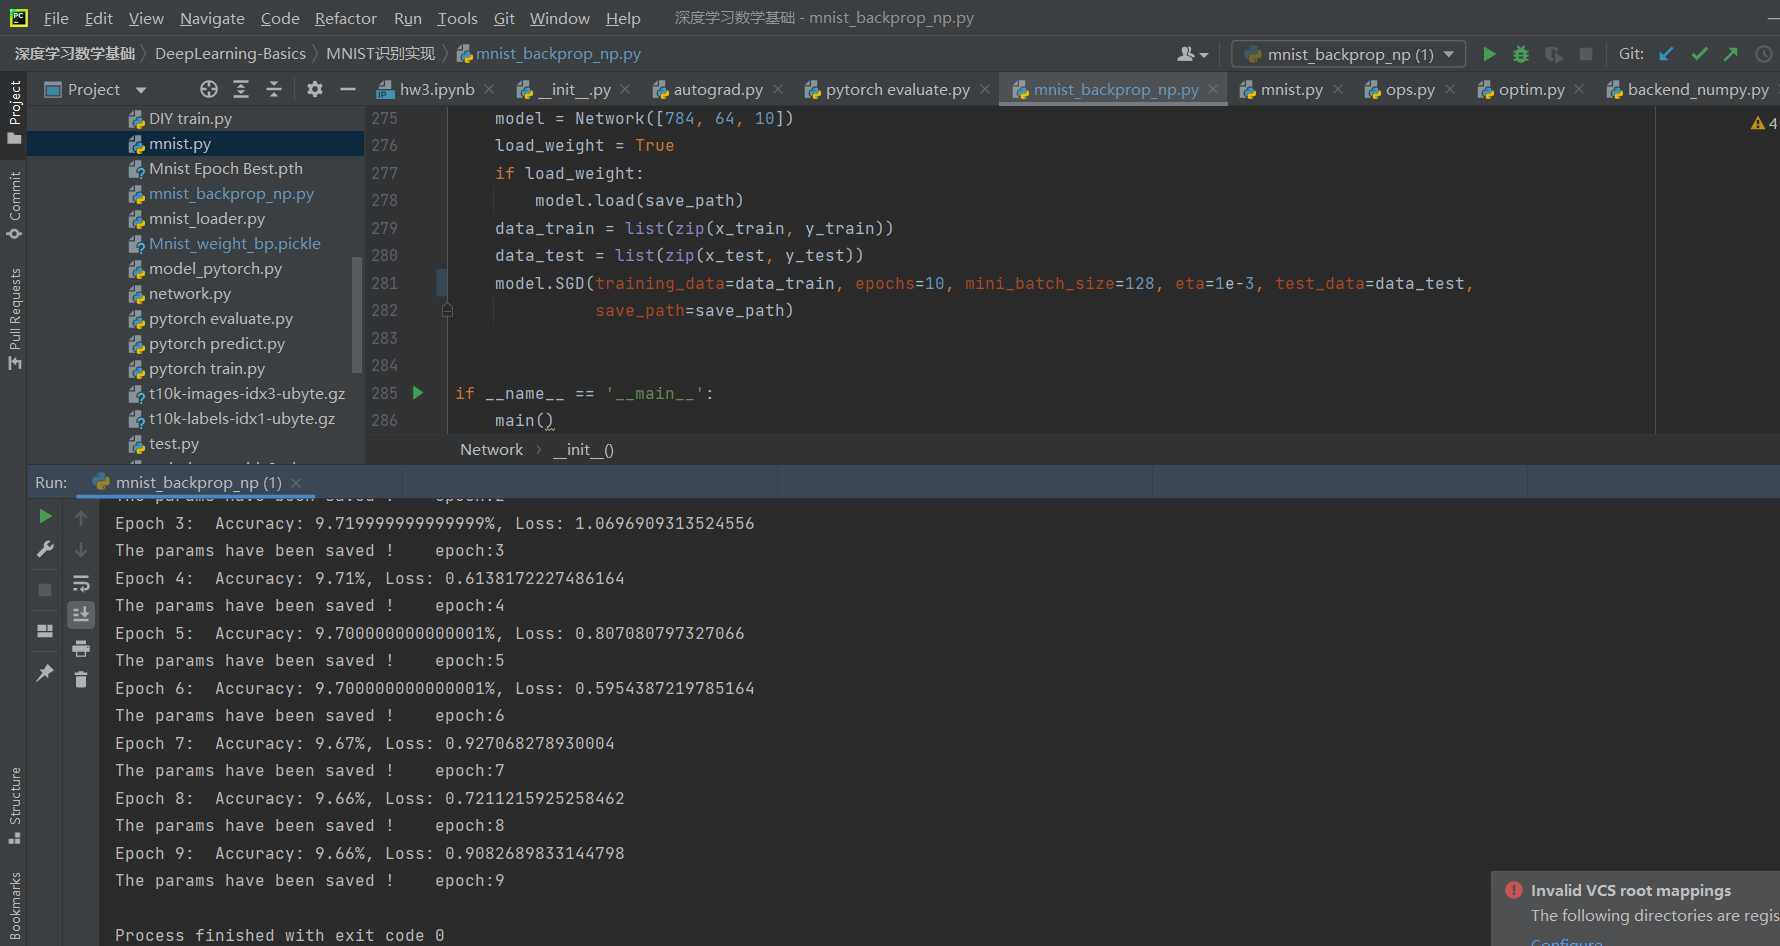 PC File Edit View Navigate Code Refactor Run Tools Git Window Help 深度学习数学基础 - mnist_backprop_np.py
深度学习数学基础 DeepLearning-Basics MNIST识别实现 mnist_backprop_np.py mnist_backprop_np (1) Git:
Project hw3.ipynb __init__.py autograd.py pytorch evaluate.py mnist_backprop_np.py mnist.py ops.py optim.py backend_numpy.py
Project
Commit
Pull Requests
Structure
Bookmarks
DIY train.py
mnist.py
Mnist Epoch Best.pth
mnist_backprop_np.py
mnist_loader.py
Mnist_weight_bp.pickle
model_pytorch.py
network.py
pytorch evaluate.py
pytorch predict.py
pytorch train.py
t10k-images-idx3-ubyte.gz
t10k-labels-idx1-ubyte.gz
test.py
275 model = Network([784, 64, 10])
276 load_weight = True
277 if load_weight:
278 model.load(save_path)
279 data_train = list(zip(x_train, y_train))
280 data_test = list(zip(x_test, y_test))
281 model.SGD(training_data=data_train, epochs=10, mini_batch_size=128, eta=1e-3, test_data=data_test,
282 save_path=save_path)
283
284
285 if __name__ == '__main__':
286 main()
4
Network __init__()
Run: mnist_backprop_np (1)
The params have been saved ! epoch:2
Epoch 3: Accuracy: 9.719999999999999%, Loss: 1.0696909313524556
The params have been saved ! epoch:3
Epoch 4: Accuracy: 9.71%, Loss: 0.6138172227486164
The params have been saved ! epoch:4
Epoch 5: Accuracy: 9.700000000000001%, Loss: 0.807080797327066
The params have been saved ! epoch:5
Epoch 6: Accuracy: 9.700000000000001%, Loss: 0.5954387219785164
The params have been saved ! epoch:6
Epoch 7: Accuracy: 9.67%, Loss: 0.927068278930004
The params have been saved ! epoch:7
Epoch 8: Accuracy: 9.66%, Loss: 0.7211215925258462
The params have been saved ! epoch:8
Epoch 9: Accuracy: 9.66%, Loss: 0.9082689833144798
The params have been saved ! epoch:9
Process finished with exit code 0
Invalid VCS root mappings
The following directories are regis
Configure